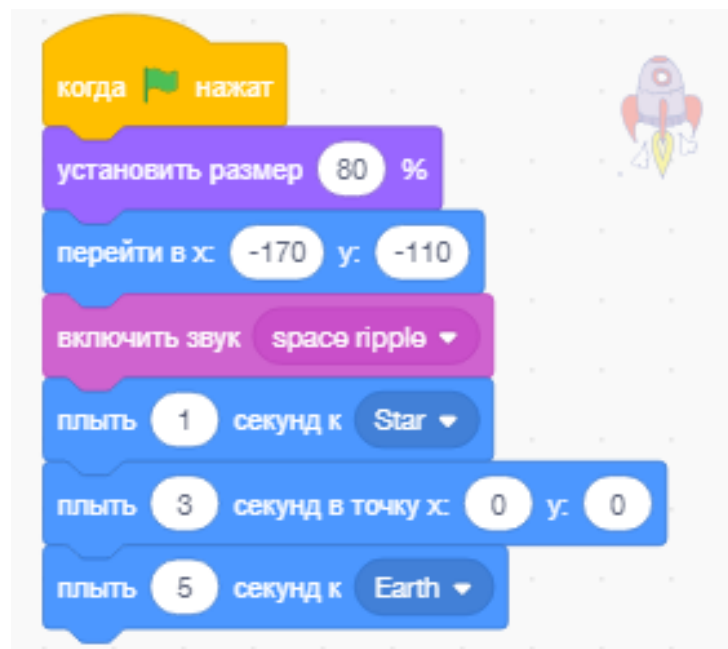 когда нажат
установить размер 80 %
перейти в x: -170 y: -110
включить звук space ripple
плыть 1 секунд к Star
плыть 3 секунд в точку x: 0 y: 0
плыть 5 секунд к Earth